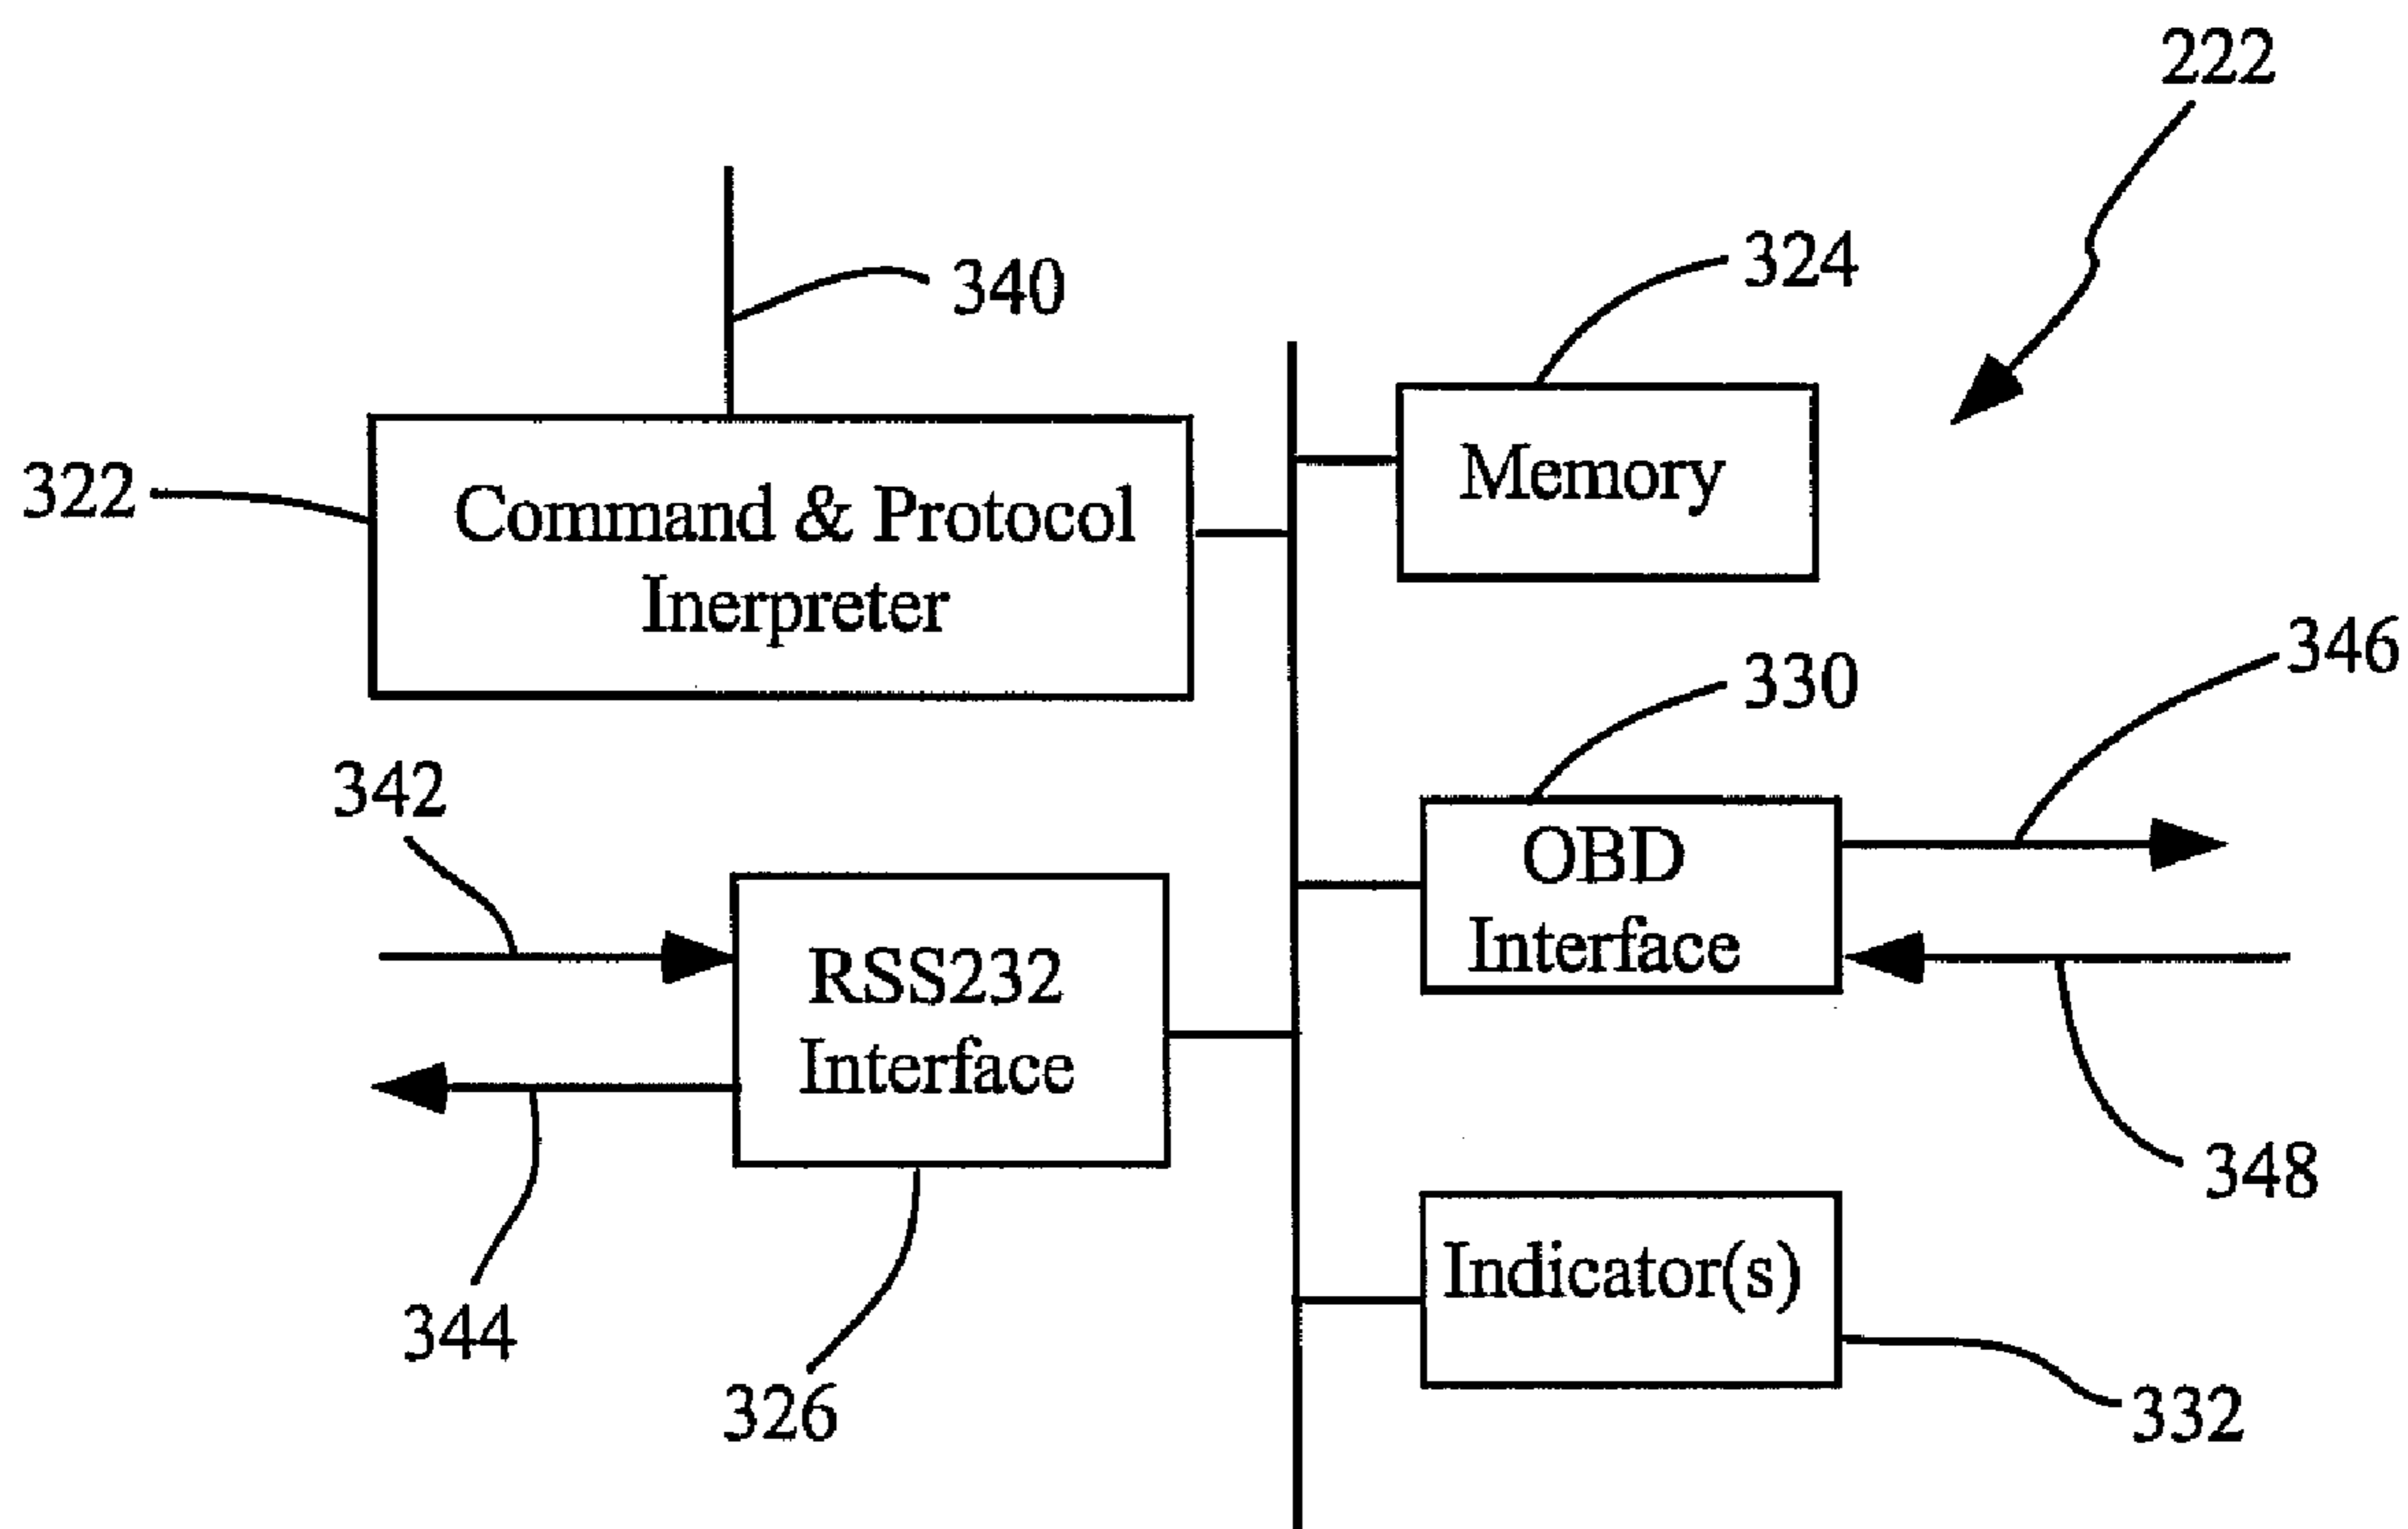 222
340
324
322
Command & Protocol
Inerpreter
Memory
346
330
342
OBD
Interface
RSS232
Interface
348
Indicator(s)
344
326
332